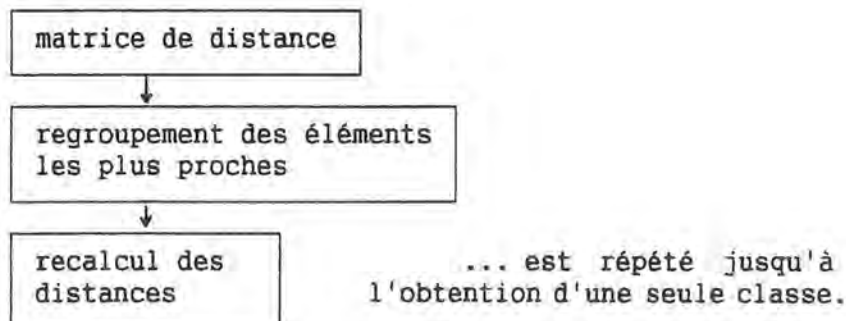 matrice de distance
regroupement des éléments
les plus proches
recalcul des
distances
... est répété jusqu'à
l'obtention d'une seule classe.